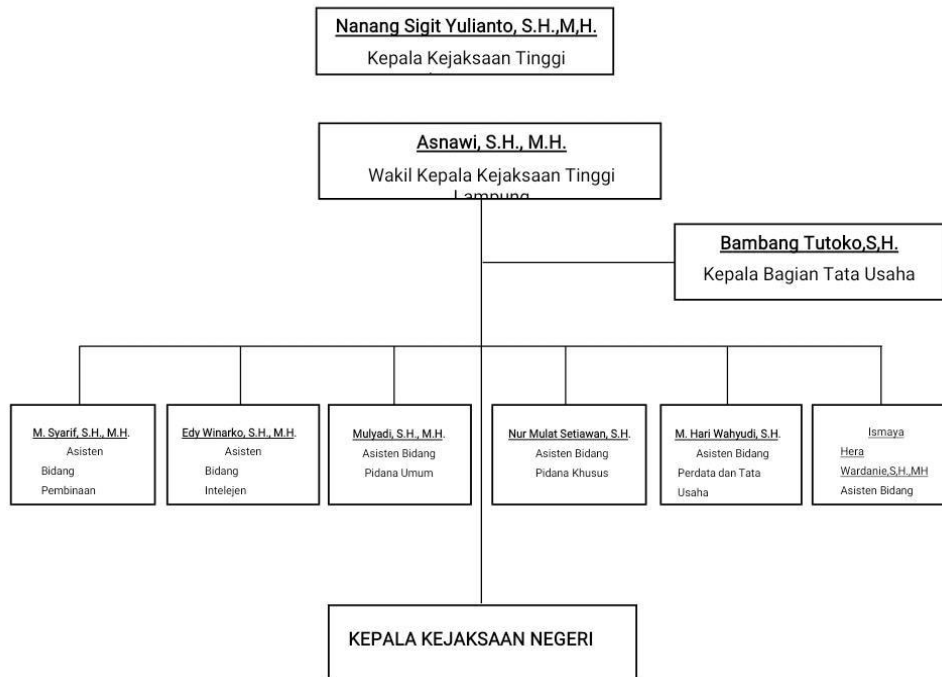 Nanang Sigit Yulianto, S.H.,M,H.
Kepala Kejaksaan Tinggi
Asnawi, S.H., M.H.
Wakil Kepala Kejaksaan Tinggi
Lampung
Bambang Tutoko,S,H.
Kepala Bagian Tata Usaha
M. Syarif, S.H., M.H.
Asisten
Bidang
Pembinaan
Edy Winarko, S.H., M.H.
Asisten
Bidang
Intelejen
Mulyadi, S.H., M.H.
Asisten Bidang
Pidana Umum
Nur Mulat Setiawan, S.H.
Asisten Bidang
Pidana Khusus
M. Hari Wahyudi, S.H.
Asisten Bidang
Perdata dan Tata
Usaha
Ismaya
Hera
Wardanie,S,H.,MH
Asisten Bidang
KEPALA KEJAKSAAN NEGERI